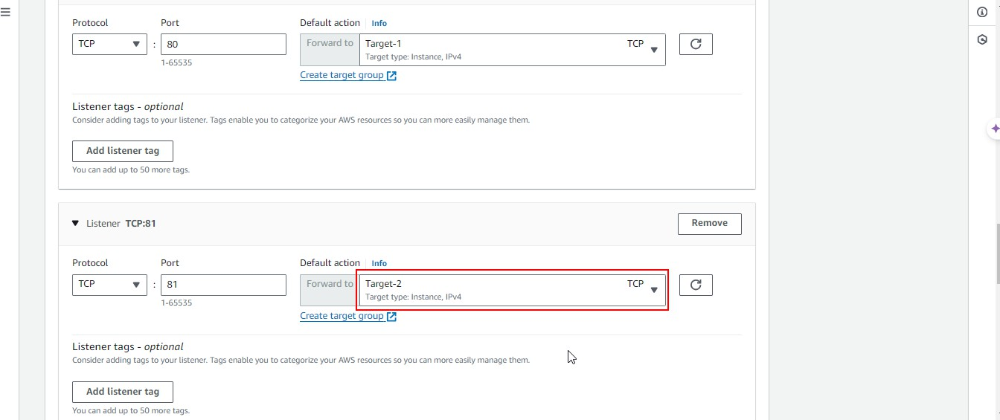 Protocol Port Default action Info
TCP : 80 Forward to Target-1 TCP
Target type: Instance, IPv4
1-65535
Create target group
Listener tags - optional
Consider adding tags to your listener. Tags enable you to categorize your AWS resources so you can more easily manage them.
Add listener tag
You can add up to 50 more tags.
Listener TCP:81 Remove
Protocol Port Default action Info
TCP : 81 Forward to Target-2 TCP
Target type: Instance, IPv4
1-65535
Create target group
Listener tags - optional
Consider adding tags to your listener. Tags enable you to categorize your AWS resources so you can more easily manage them.
Add listener tag
You can add up to 50 more tags.